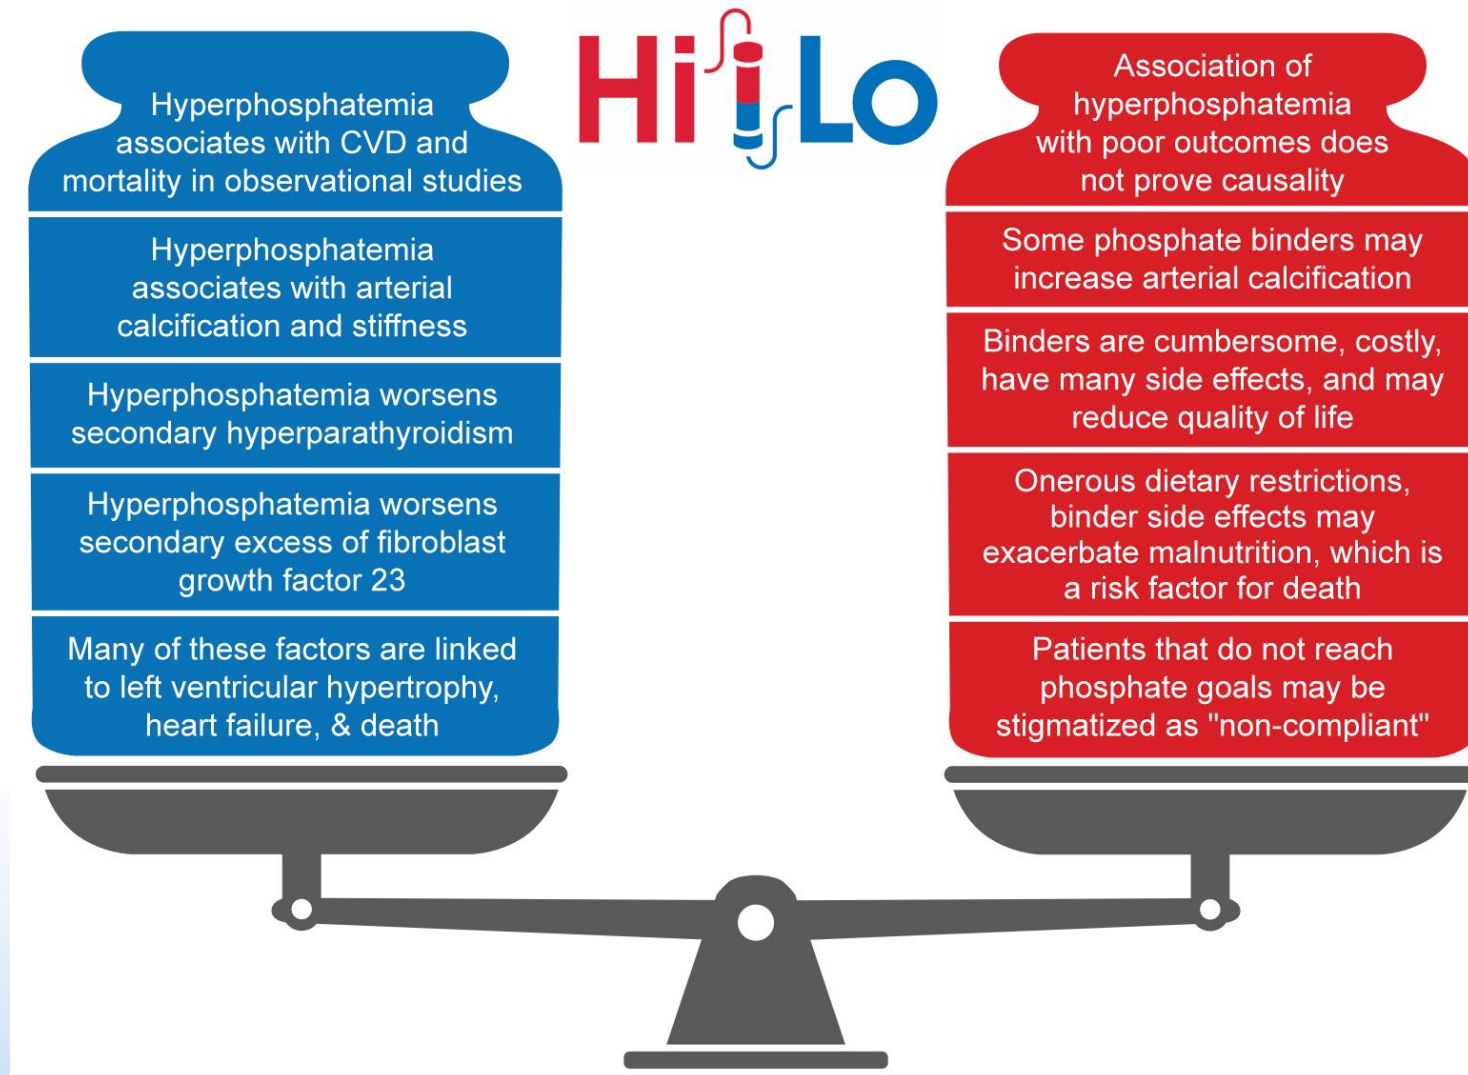 HiLo
Hyperphosphatemia
associates with CVD and
mortality in observational studies
Hyperphosphatemia
associates with arterial
calcification and stiffness
Hyperphosphatemia worsens
secondary hyperparathyroidism
Hyperphosphatemia worsens
secondary excess of fibroblast
growth factor 23
Many of these factors are linked
to left ventricular hypertrophy,
heart failure, & death
Association of
hyperphosphatemia
with poor outcomes does
not prove causality
Some phosphate binders may
increase arterial calcification
Binders are cumbersome, costly,
have many side effects, and may
reduce quality of life
Onerous dietary restrictions,
binder side effects may
exacerbate malnutrition, which is
a risk factor for death
Patients that do not reach
phosphate goals may be
stigmatized as "non-compliant"